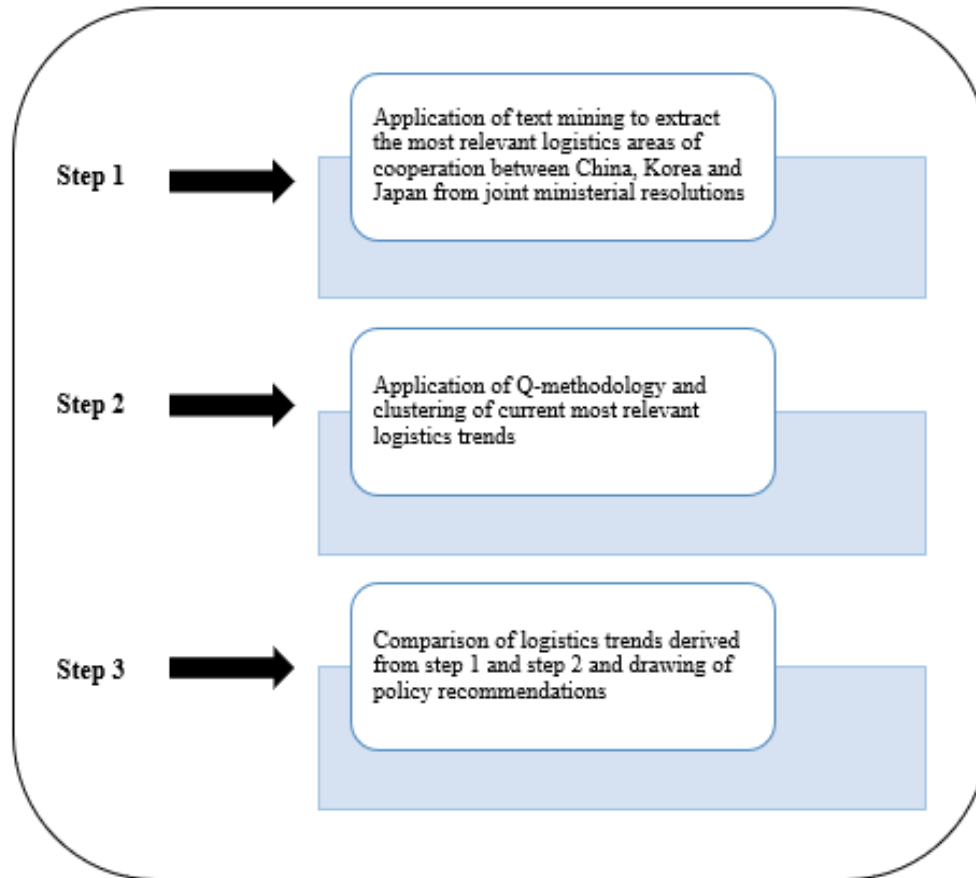 Step 1
Application of text mining to extract
the most relevant logistics areas of
cooperation between China, Korea and
Japan from joint ministerial resolutions
Step 2
Application of Q-methodology and
clustering of current most relevant
logistics trends
Step 3
Comparison of logistics trends derived
from step 1 and step 2 and drawing of
policy recommendations